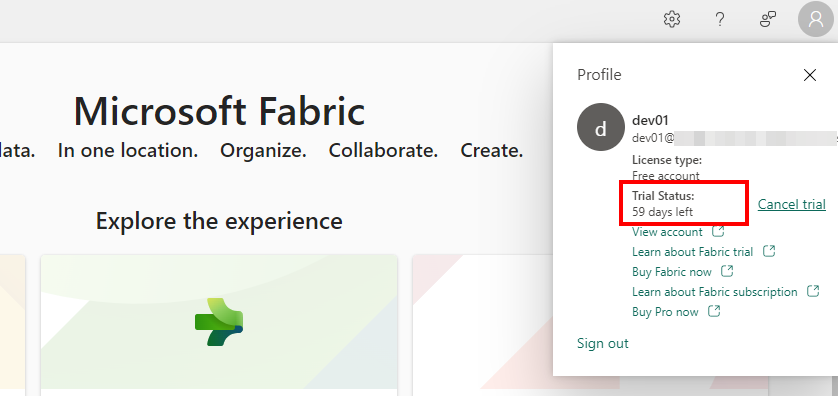 Profile
Microsoft Fabric
d
dev01
dev01@
data. In one location. Organize. Collaborate. Create.
License type:
Free account
Trial Status:
59 days left
Cancel trial
Explore the experience
View account
Learn about Fabric trial
Buy Fabric now
Learn about Fabric subscription
Buy Pro now
Sign out